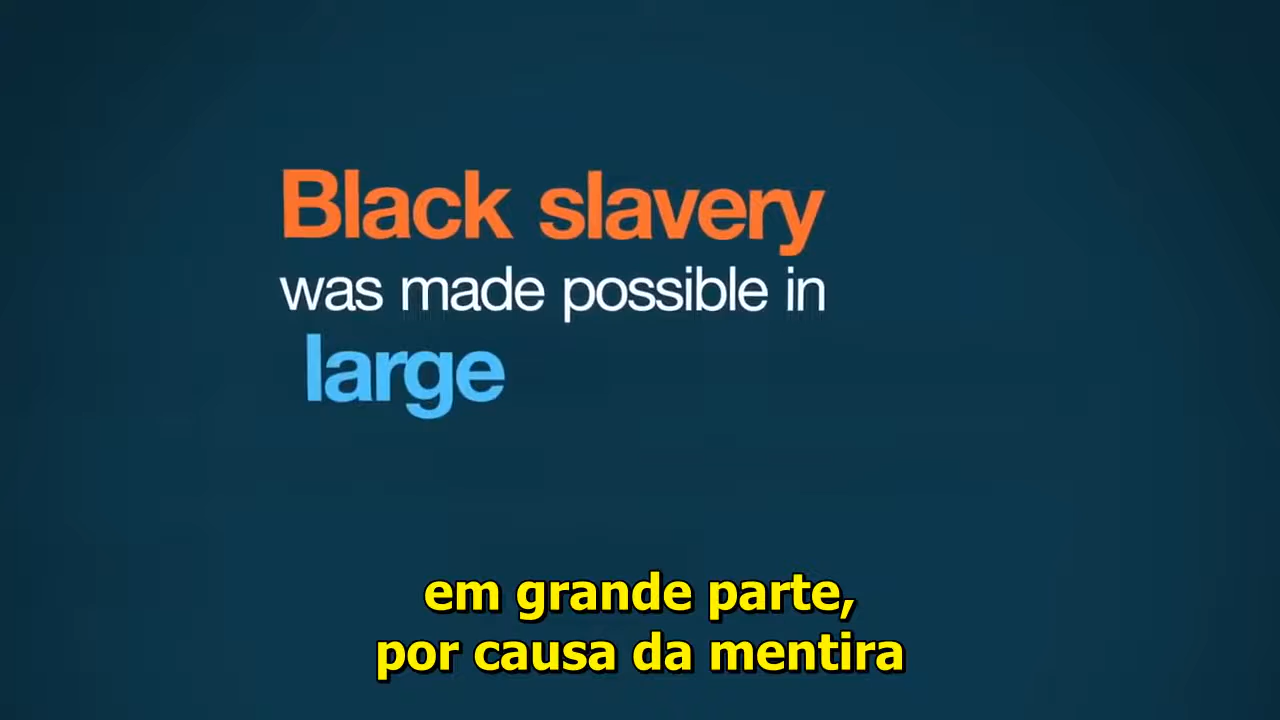 Black slavery
was made possible in
large
em grande parte,
por causa da mentira